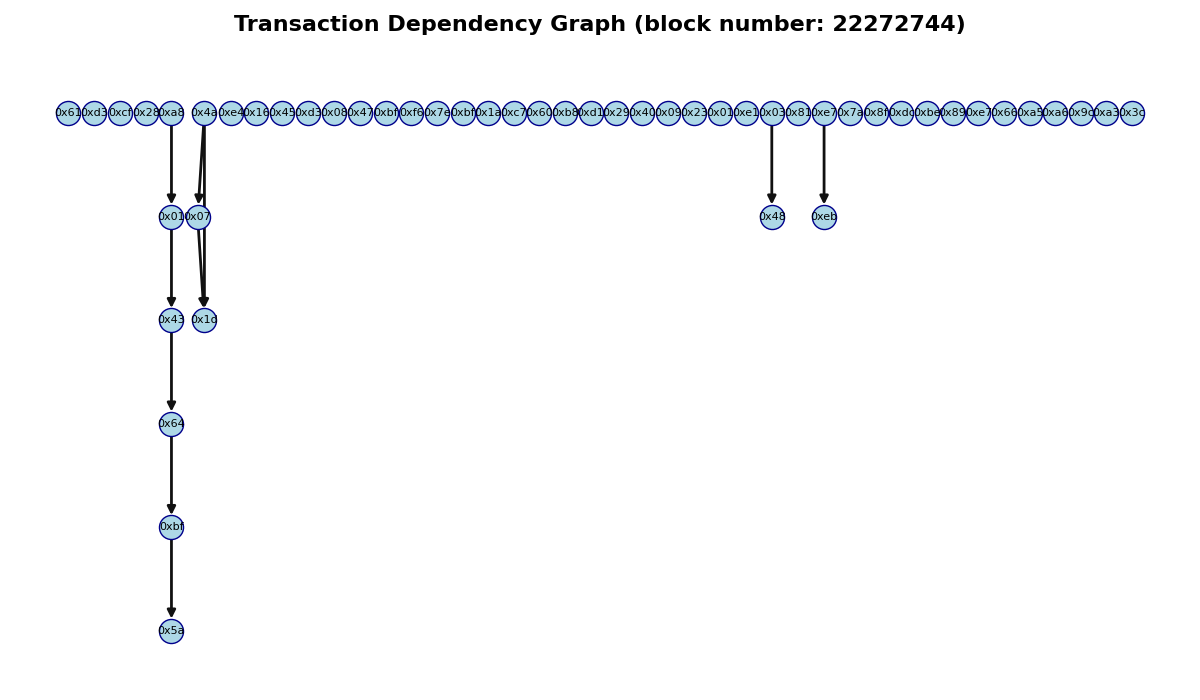 Transaction Dependency Graph (block number: 22272744)
0x61 0xd3 0xcf 0x28 0xa8 0x4a 0xe4 0x16 0x45 0xd3 0x08 0x47 0xbf 0xf6 0x7e 0xbf 0x1a 0xc7 0x60 0xb8 0xd1 0x29 0x40 0x09 0x23 0x01 0xe1 0x03 0x81 0xe7 0x7a 0x8f 0xdc 0xbe 0x89 0xe7 0x66 0xa5 0xa6 0x9c 0xa3 0x3c
0x01 0x07 0x48 0xeb
0x43
0x64
0xbf
0x5a